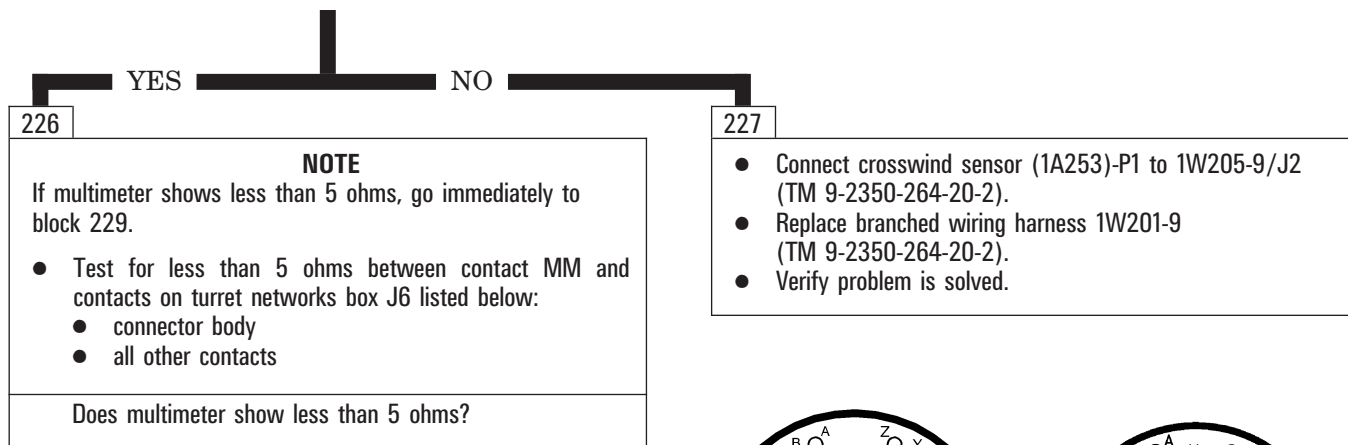 YES NO
226
NOTE
If multimeter shows less than 5 ohms, go immediately to
block 229.
● Test for less than 5 ohms between contact MM and
contacts on turret networks box J6 listed below:
● connector body
● all other contacts
Does multimeter show less than 5 ohms?
227
● Connect crosswind sensor (1A253)-P1 to 1W205-9/J2
(TM 9-2350-264-20-2).
● Replace branched wiring harness 1W201-9
(TM 9-2350-264-20-2).
● Verify problem is solved.
B A Z Y
A